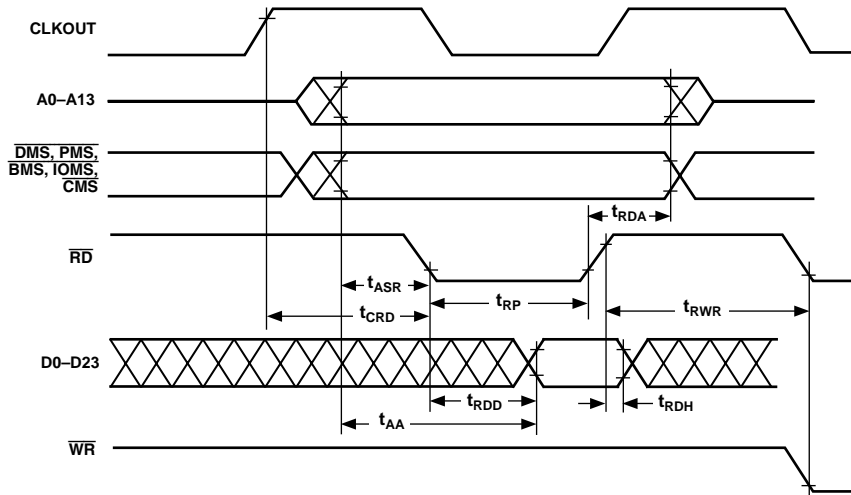 CLKOUT
A0–A13
DMS, PMS,
BMS, IOMS,
CMS
tRDA
RD
tASR
tRP
tCRD
tRWR
D0–D23
tRDD
tRDH
tAA
WR